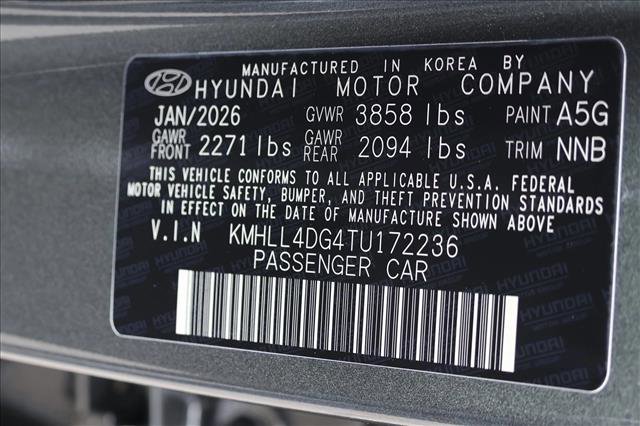 MANUFACTURED IN KOREA BY
HYUNDAI MOTOR COMPANY
JAN/2026 GVWR 3858 lbs PAINT A5G
GAWR FRONT 2271 lbs GAWR REAR 2094 lbs TRIM NNB
THIS VEHICLE CONFORMS TO ALL APPLICABLE U.S.A. FEDERAL
MOTOR VEHICLE SAFETY, BUMPER, AND THEFT PREVENTION STANDARDS
IN EFFECT ON THE DATE OF MANUFACTURE SHOWN ABOVE
V.I.N KMHLL4DG4TU172236
PASSENGER CAR